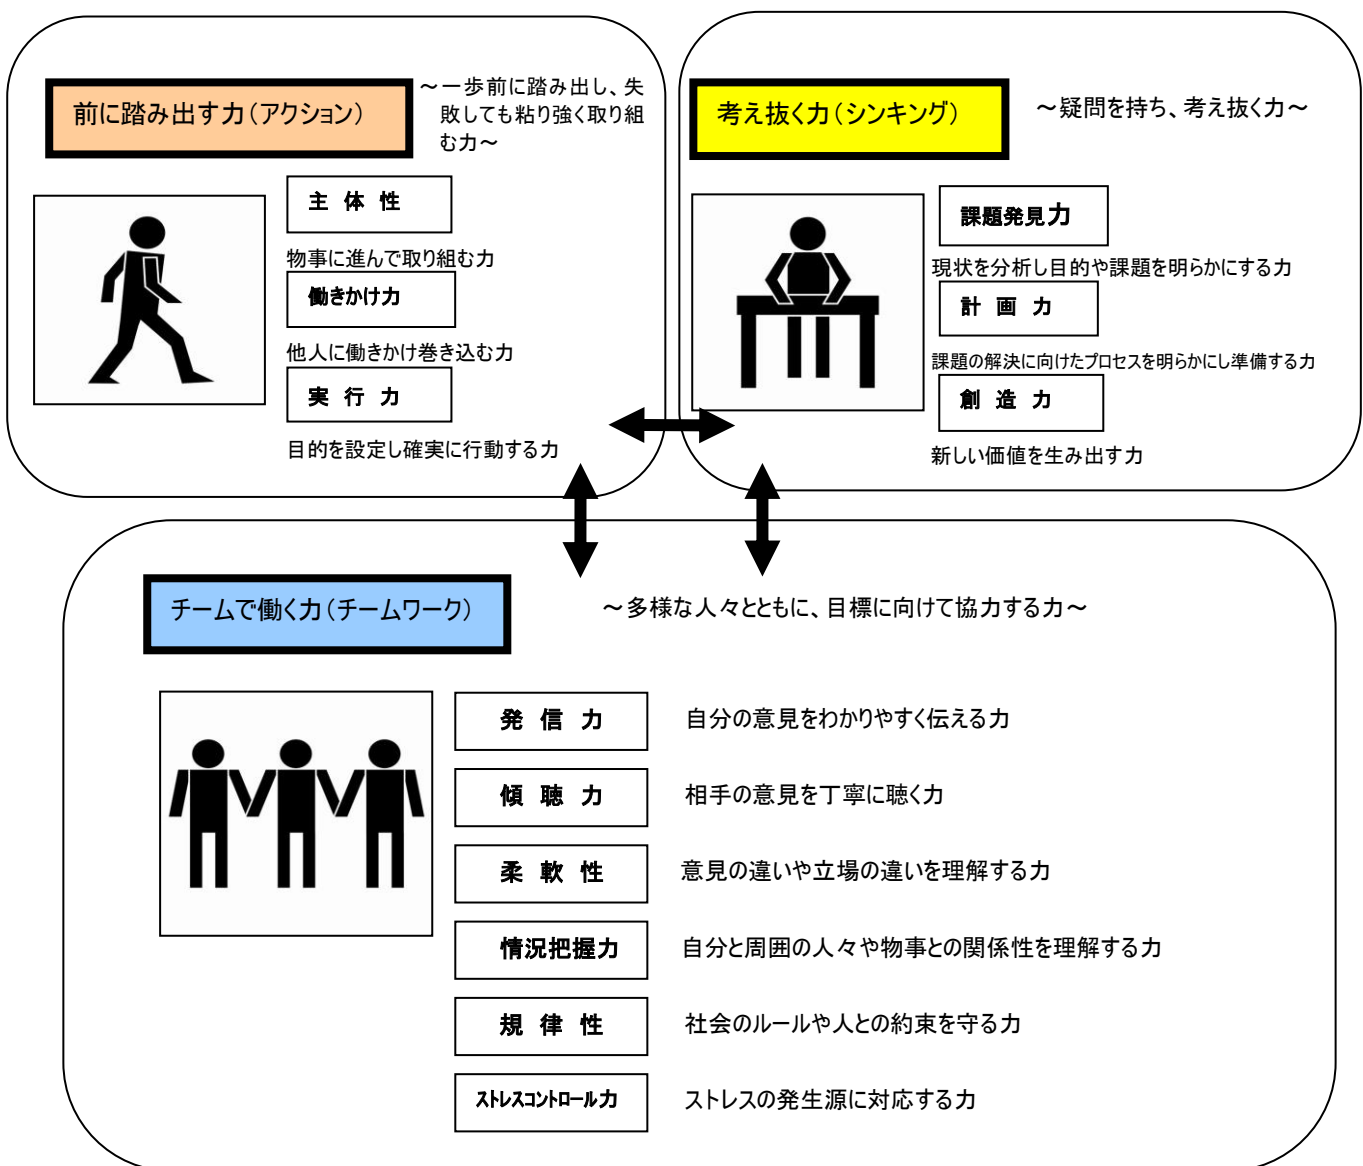 前に踏み出す力（アクション）
～一歩前に踏み出し、失
敗しても粘り強く取り組
む力～
主 体 性
物事に進んで取り組む力
働きかけ力
他人に働きかけ巻き込む力
実 行 力
目的を設定し確実に行動する力
考え抜く力（シンキング）
～疑問を持ち、考え抜く力～
課題発見力
現状を分析し目的や課題を明らかにする力
計 画 力
課題の解決に向けたプロセスを明らかにし準備する力
創 造 力
新しい価値を生み出す力
チームで働く力（チームワーク）
～多様な人々とともに、目標に向けて協力する力～
発 信 力
自分の意見をわかりやすく伝える力
傾 聴 力
相手の意見を丁寧に聴く力
柔 軟 性
意見の違いや立場の違いを理解する力
情況把握力
自分と周囲の人々や物事との関係性を理解する力
規 律 性
社会のルールや人との約束を守る力
ストレスコントロール力
ストレスの発生源に対応する力